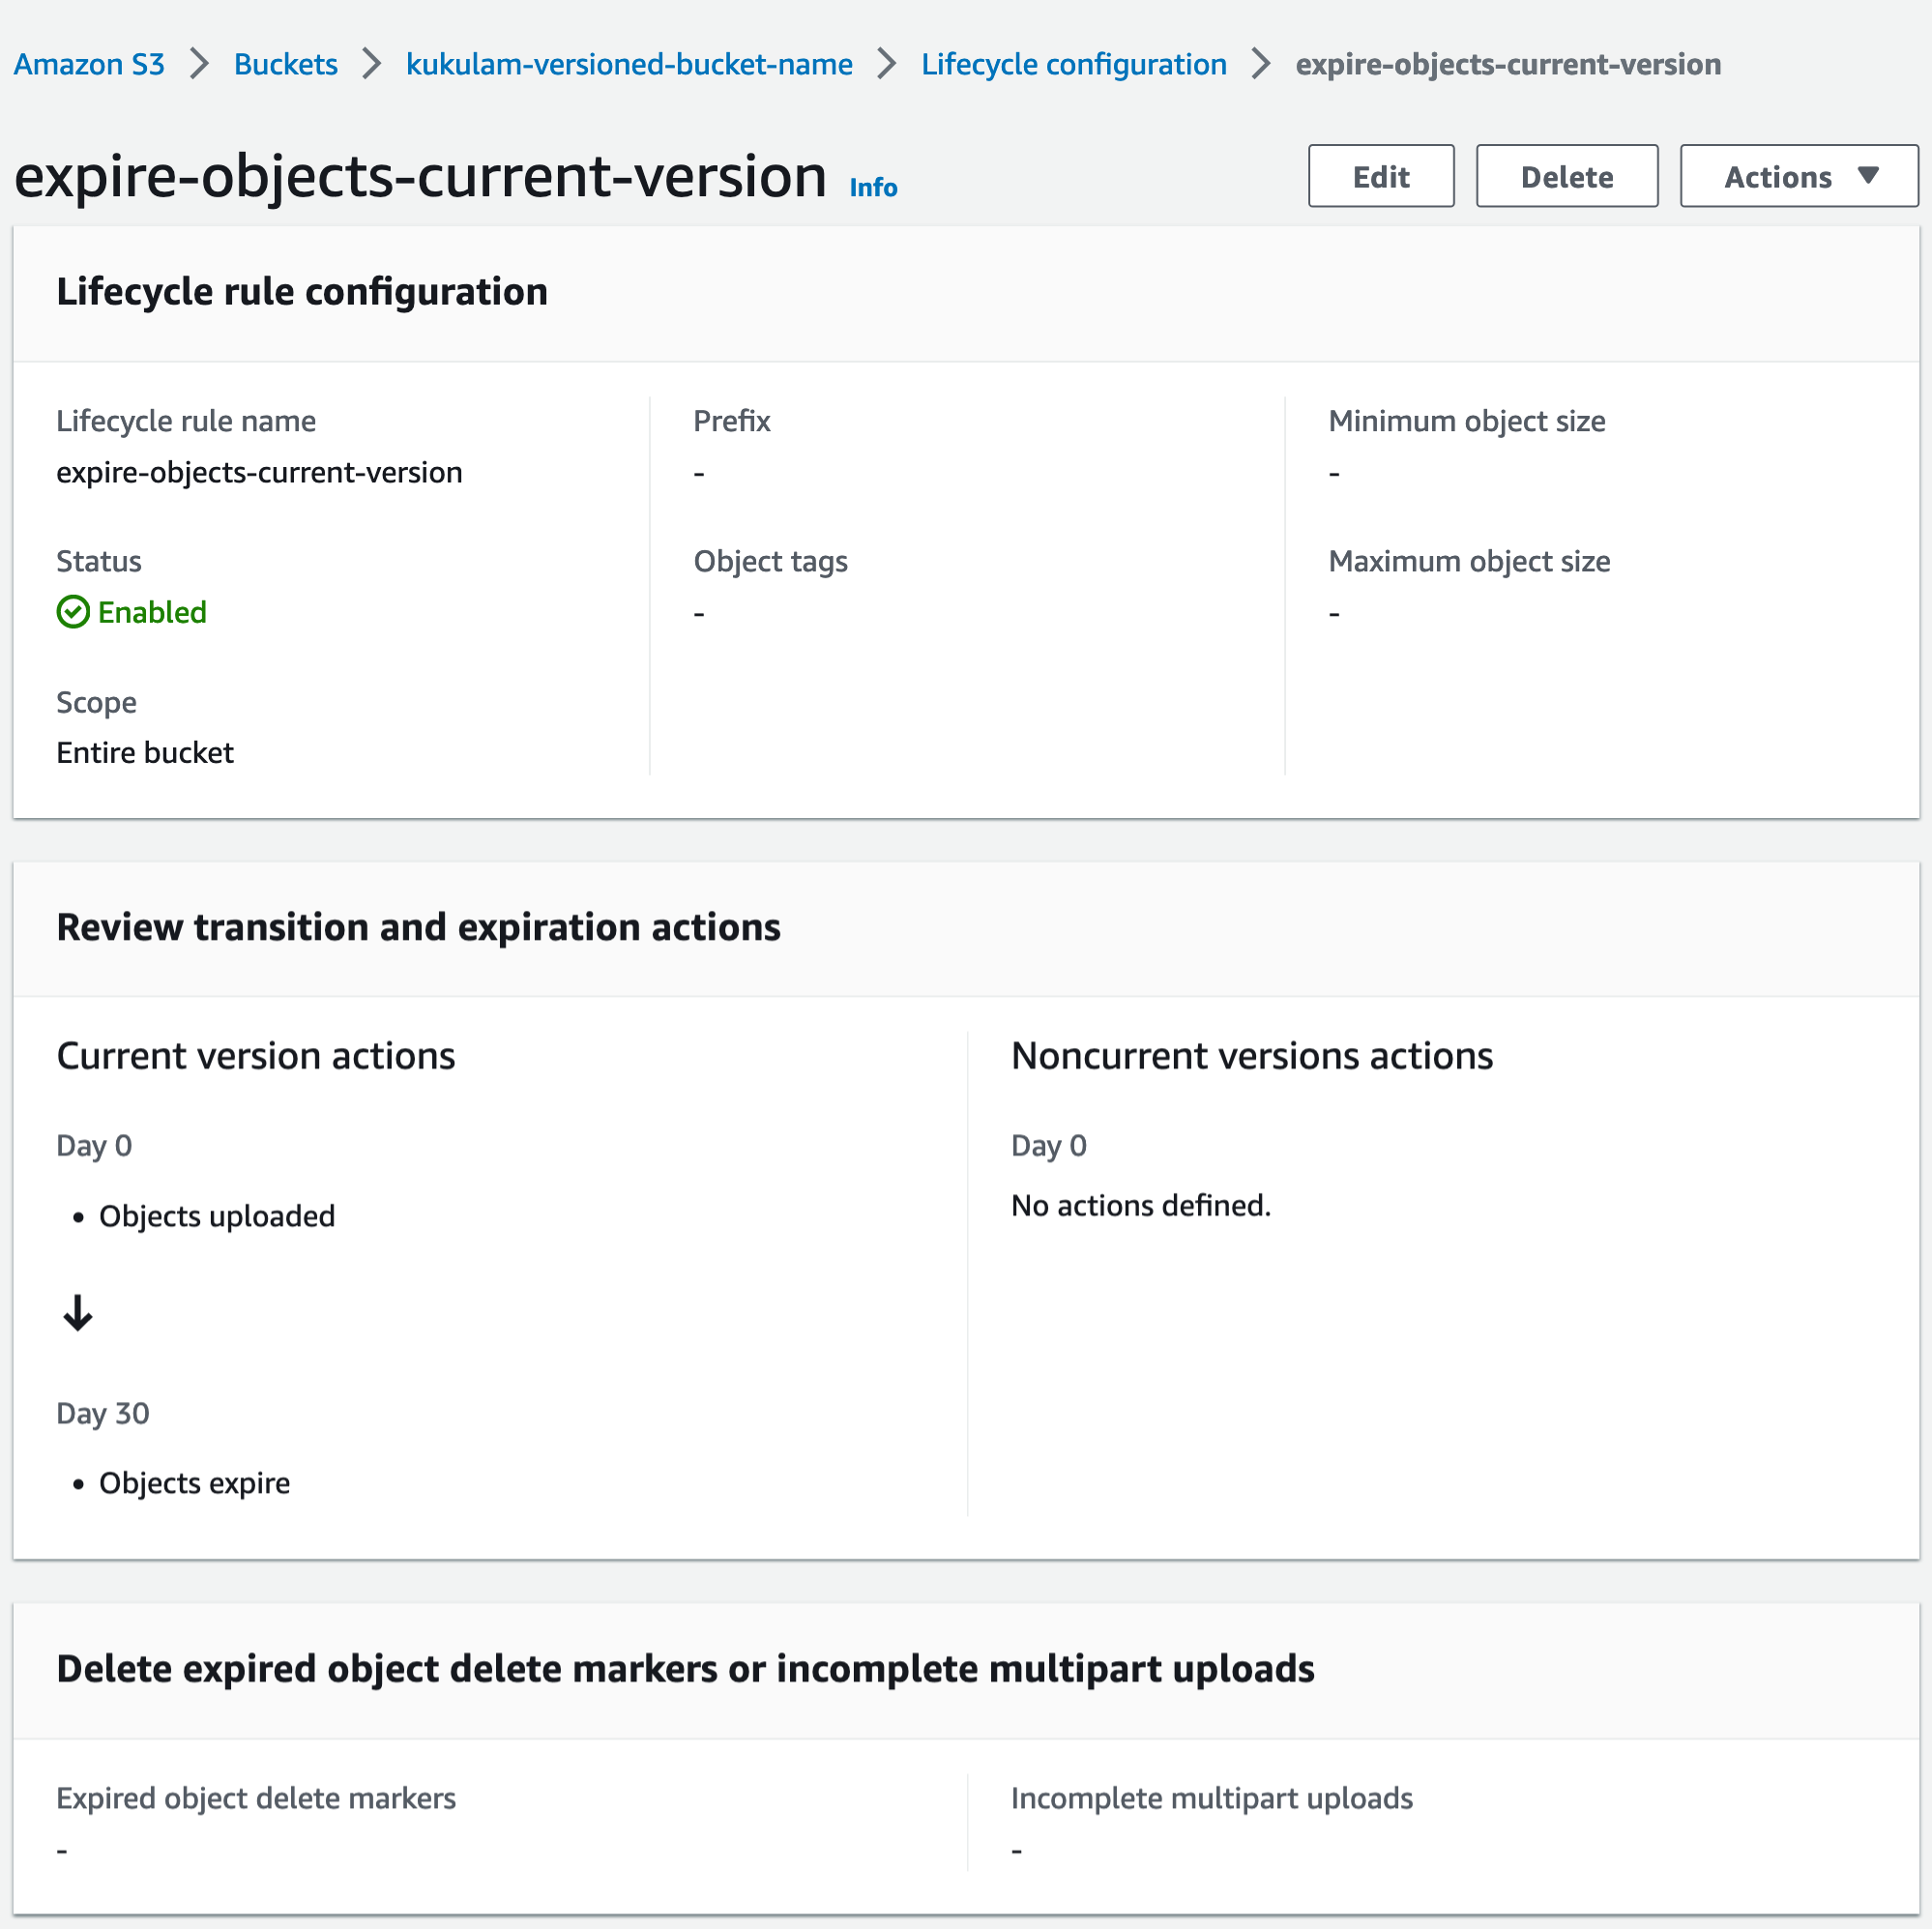 Amazon S3 > Buckets > kukulam-versioned-bucket-name > Lifecycle configuration > expire-objects-current-version
expire-objects-current-version Info
Edit
Delete
Actions ▼
Lifecycle rule configuration
Lifecycle rule name
expire-objects-current-version
Status
Enabled
Scope
Entire bucket
Prefix
-
Object tags
-
Minimum object size
-
Maximum object size
-
Review transition and expiration actions
Current version actions
Day 0
• Objects uploaded
↓
Day 30
• Objects expire
Noncurrent versions actions
Day 0
No actions defined.
Delete expired object delete markers or incomplete multipart uploads
Expired object delete markers
-
Incomplete multipart uploads
-